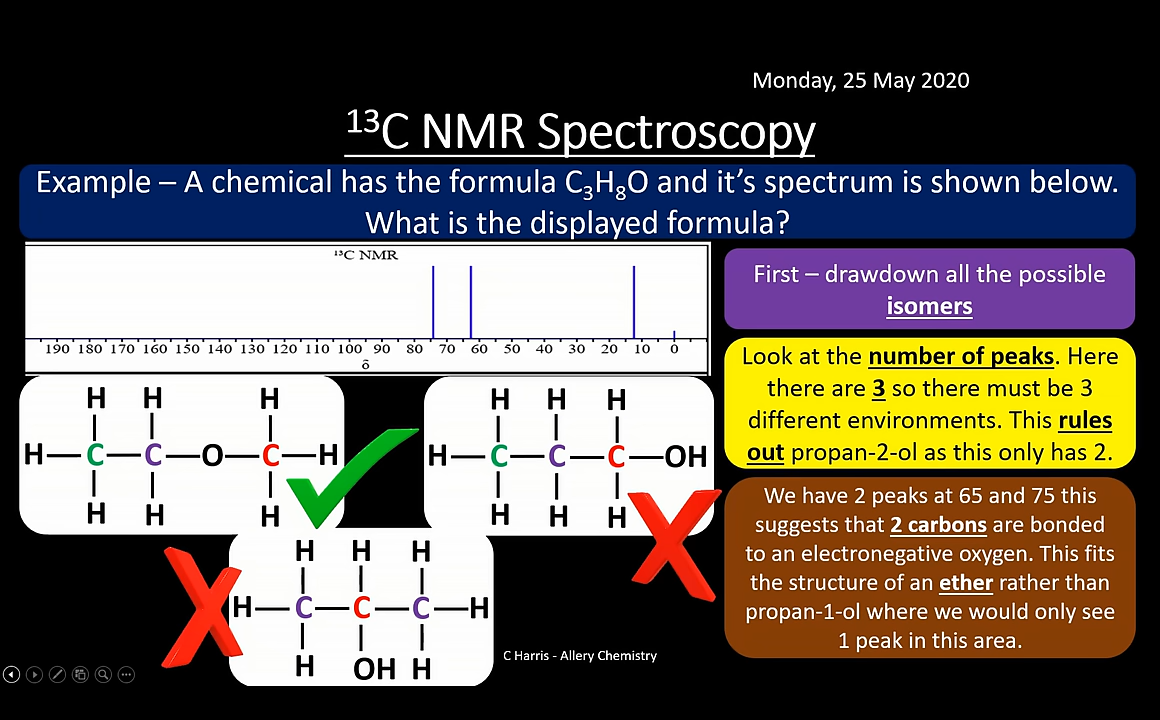 Monday, 25 May 2020
¹³C NMR Spectroscopy
Example – A chemical has the formula C₃H₈O and it's spectrum is shown below.
What is the displayed formula?
¹³C NMR
190 180 170 160 150 140 130 120 110 100 90 80 70 60 50 40 30 20 10 0
δ
First – drawdown all the possible
isomers
Look at the number of peaks. Here
there are 3 so there must be 3
different environments. This rules
out propan-2-ol as this only has 2.
We have 2 peaks at 65 and 75 this
suggests that 2 carbons are bonded
to an electronegative oxygen. This fits
the structure of an ether rather than
propan-1-ol where we would only see
1 peak in this area.
H H H
H C C O C H
H H H
H H H
H C C C OH
H H H
H H H
H C C C H
H OH H
C Harris - Allery Chemistry